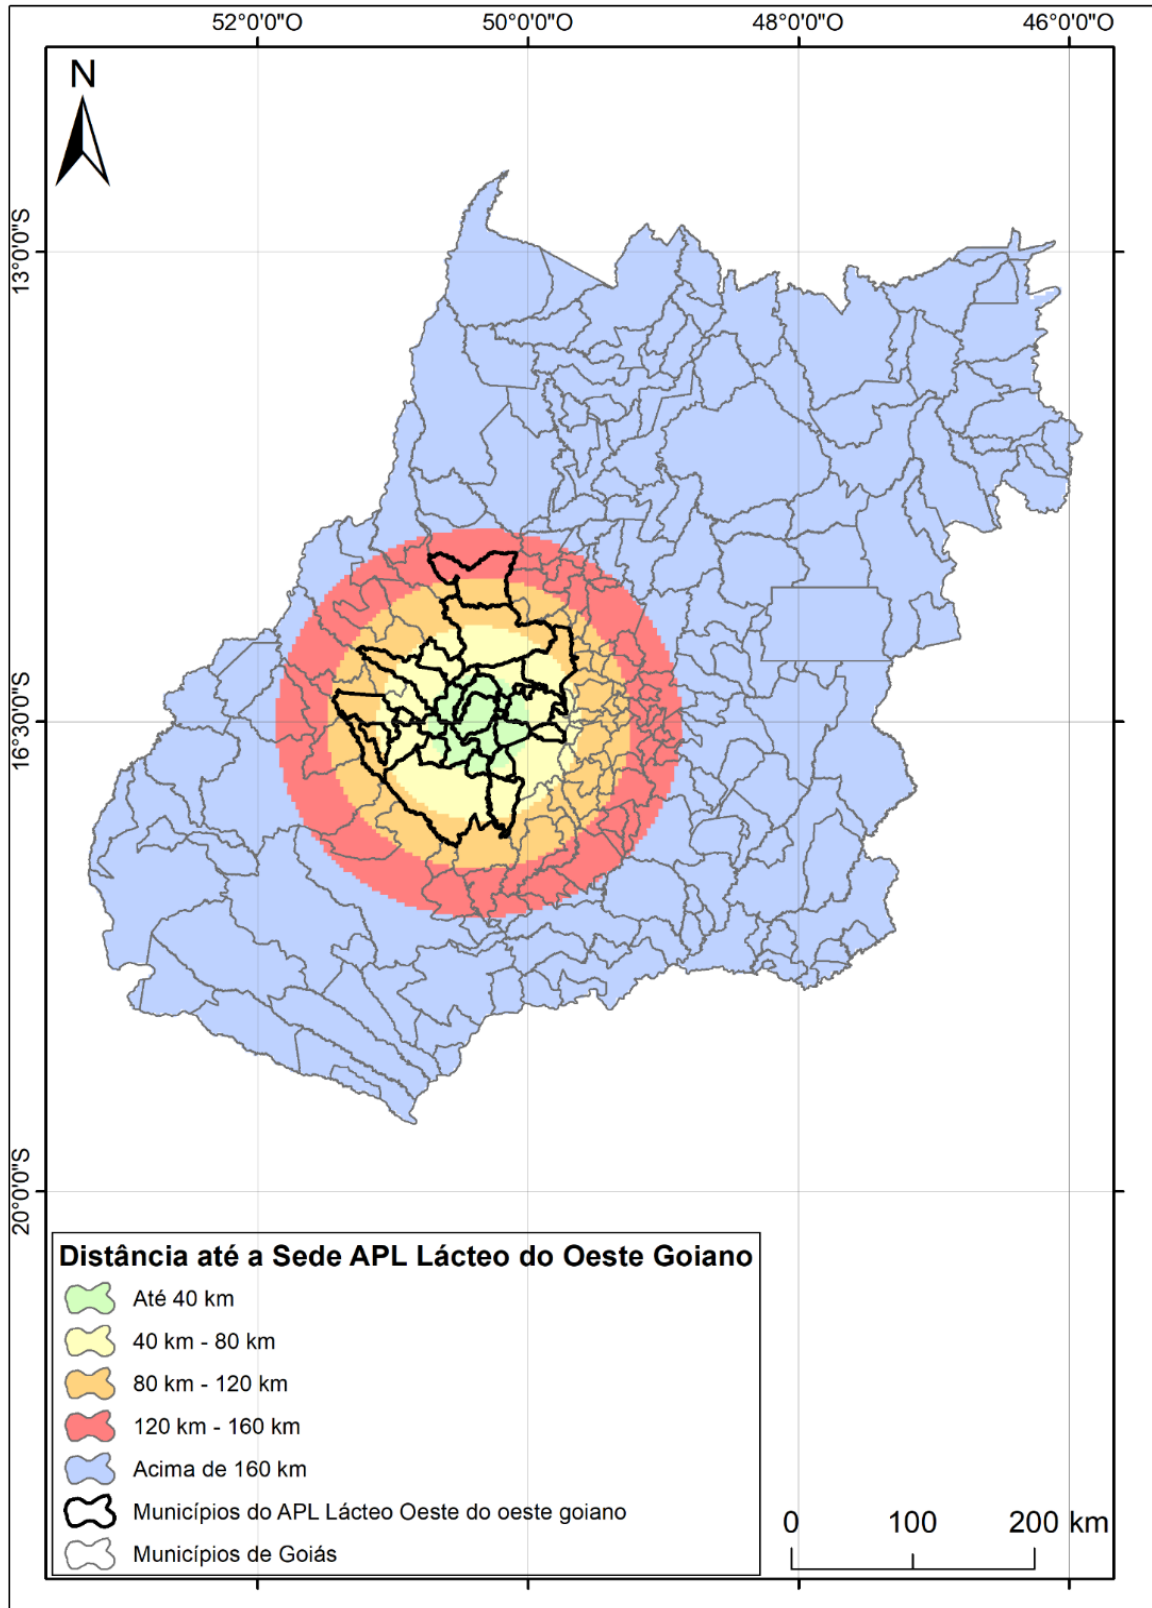 52°0'0"O 50°0'0"O 48°0'0"O 46°0'0"O
N
13°0'0"S
16°30'0"S
20°0'0"S
Distância até a Sede APL Lácteo do Oeste Goiano
Até 40 km
40 km - 80 km
80 km - 120 km
120 km - 160 km
Acima de 160 km
Municípios do APL Lácteo Oeste do oeste goiano
Municípios de Goiás
0 100 200 km